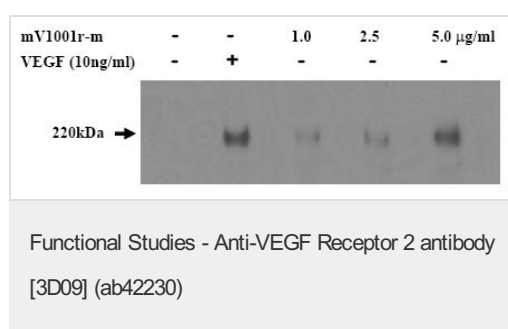 mV1001r-m - - 1.0 2.5 5.0 µg/ml
VEGF (10ng/ml) - + - - -
220kDa
Functional Studies - Anti-VEGF Receptor 2 antibody
[3D09] (ab42230)